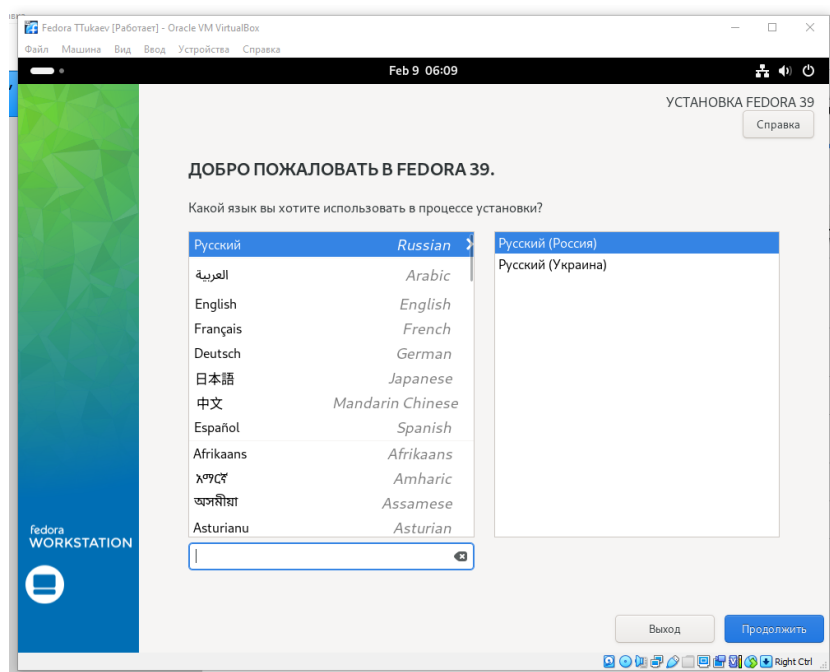 Fedora TTukaev [Работает] - Oracle VM VirtualBox
Файл Машина Вид Ввод Устройства Справка
Feb 9 06:09
УСТАНОВКА FEDORA 39
Справка
ДОБРО ПОЖАЛОВАТЬ В FEDORA 39.
Какой язык вы хотите использовать в процессе установки?
Русский Russian
العربية Arabic
English English
Français French
Deutsch German
日本語 Japanese
中文 Mandarin Chinese
Español Spanish
Afrikaans Afrikaans
አማርኛ Amharic
অসমীয়া Assamese
Asturianu Asturian
Русский (Россия)
Русский (Украина)
fedora
WORKSTATION
Выход Продолжить
Right Ctrl